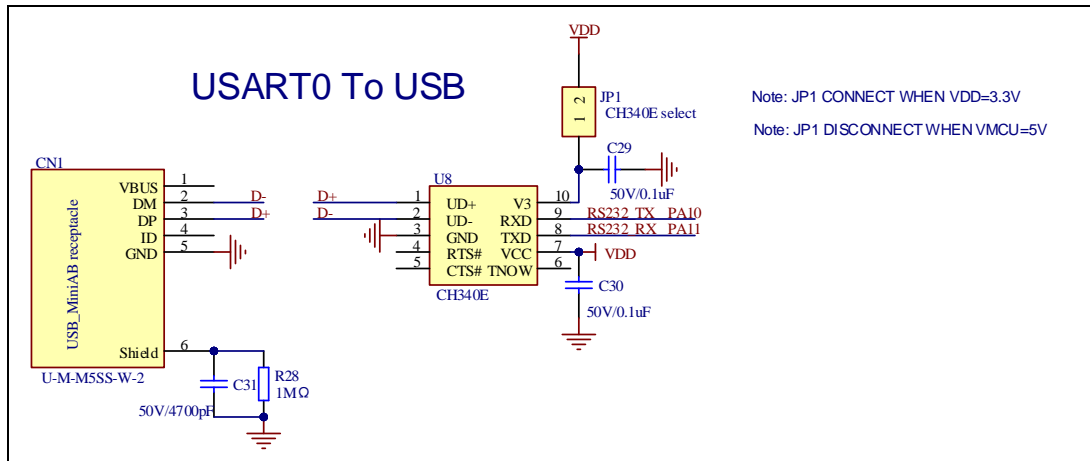 USART0 To USB
VDD
JP1
CH340E select
1 2
Note: JP1 CONNECT WHEN VDD=3.3V
Note: JP1 DISCONNECT WHEN VMCU=5V
C29
50V/0.1uF
CN1
USB_MiniAB receptacle
VBUS 1
DM 2 D-
DP 3 D+
ID 4
GND 5
Shield 6
U-M-M5SS-W-2
C31
50V/4700pF
R28
1MΩ
U8
D+ 1 UD+
D- 2 UD-
3 GND
4 RTS#
5 CTS#
V3 10
RXD 9 RS232_TX PA10
TXD 8 RS232_RX PA11
VCC 7 VDD
TNOW 6
CH340E
C30
50V/0.1uF